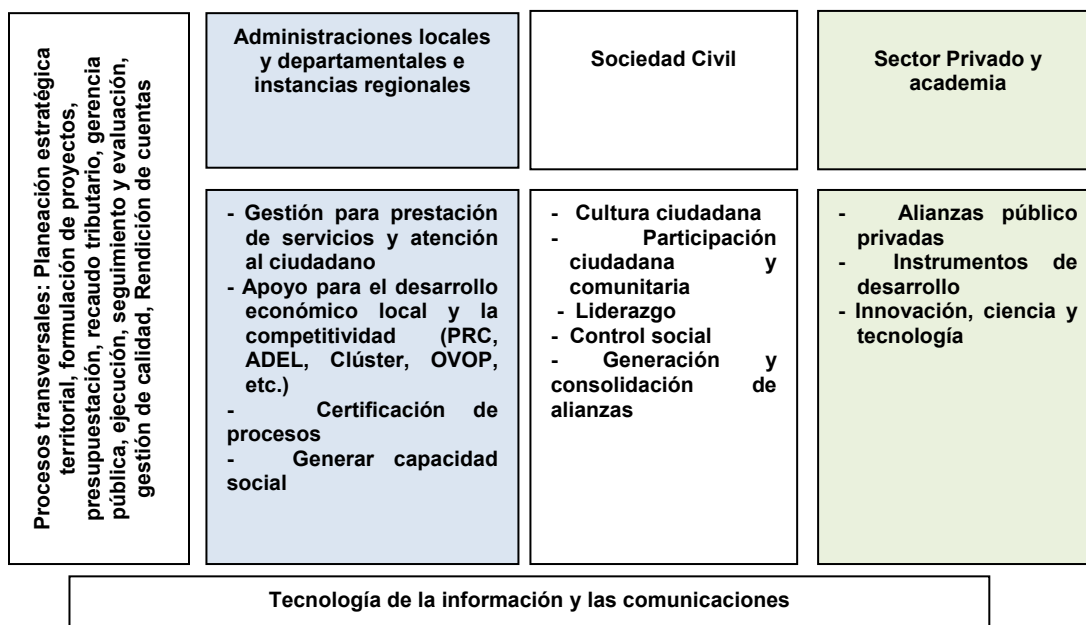 Procesos transversales: Planeación estratégica
territorial, formulación de proyectos,
presupuestación, recaudo tributario, gerencia
pública, ejecución, seguimiento y evaluación,
gestión de calidad, Rendición de cuentas
Administraciones locales
y departamentales e
instancias regionales
Sociedad Civil
Sector Privado y
academia
- Gestión para prestación
de servicios y atención
al ciudadano
- Apoyo para el desarrollo
económico local y la
competitividad (PRC,
ADEL, Clúster, OVOP,
etc.)
- Certificación de
procesos
- Generar capacidad
social
- Cultura ciudadana
- Participación
ciudadana y
comunitaria
- Liderazgo
- Control social
- Generación y
consolidación de
alianzas
- Alianzas público
privadas
- Instrumentos de
desarrollo
- Innovación, ciencia y
tecnología
Tecnología de la información y las comunicaciones